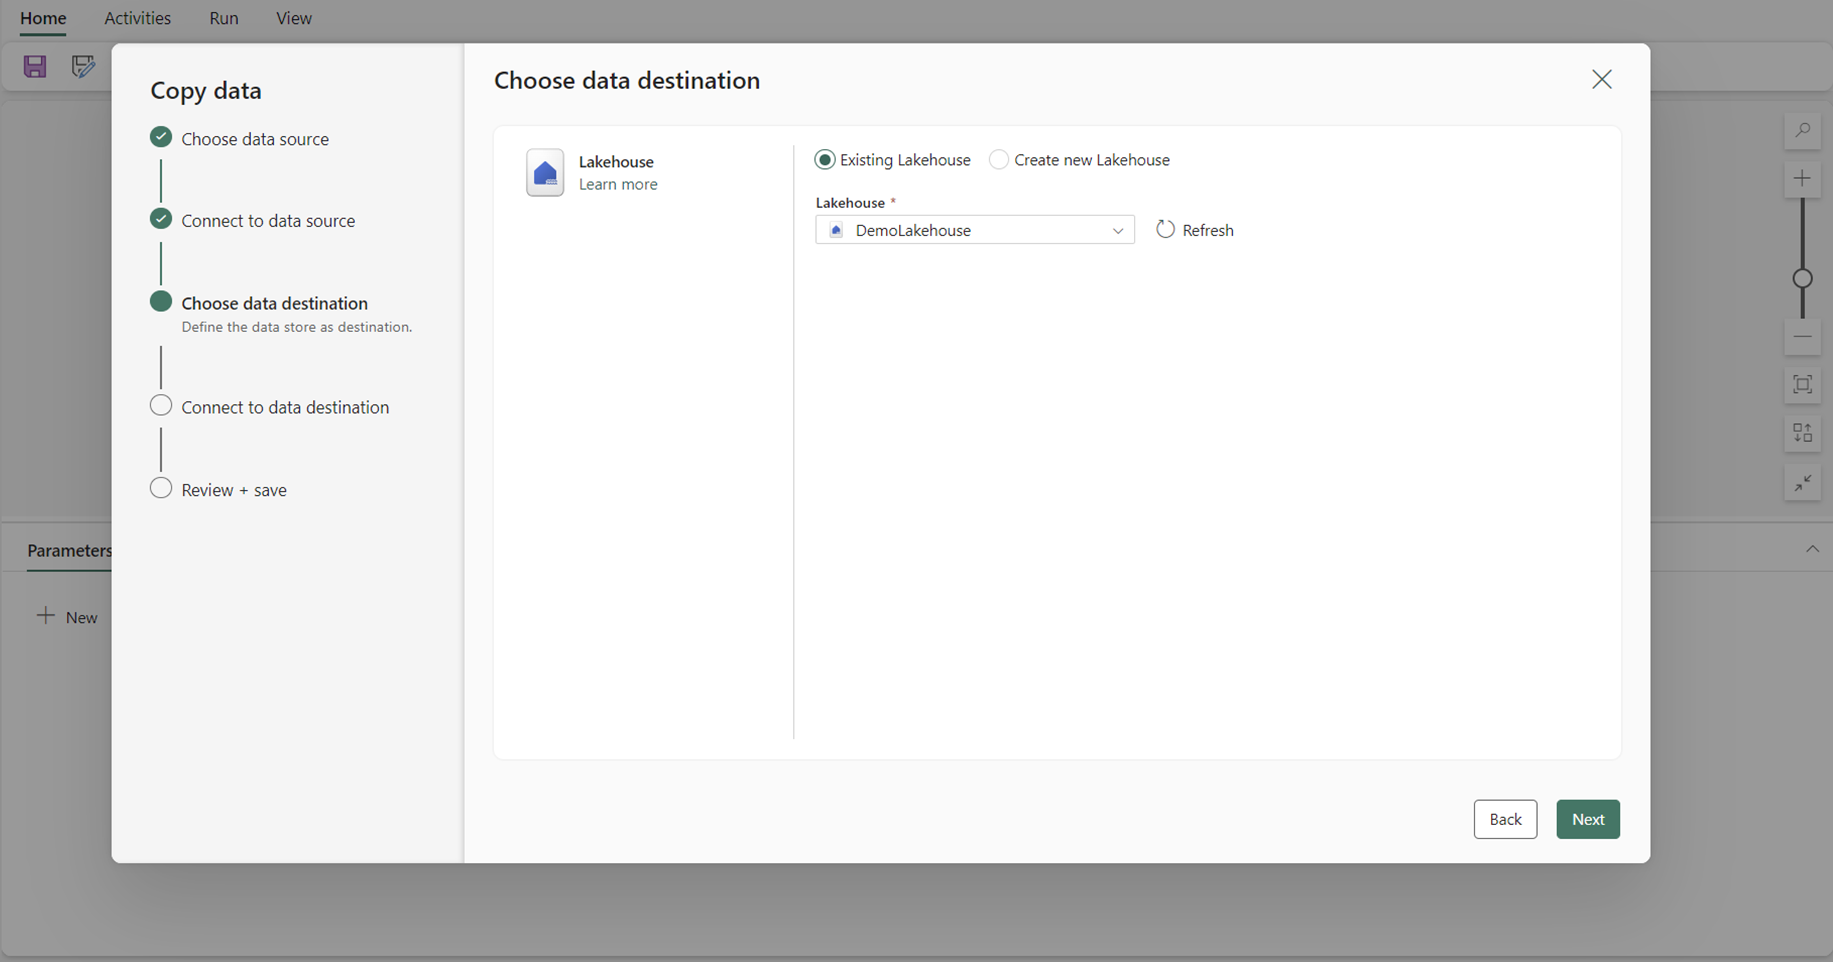 Home Activities Run View
Copy data
Choose data source
Connect to data source
Choose data destination
Define the data store as destination.
Connect to data destination
Review + save
Choose data destination
Lakehouse
Learn more
Existing Lakehouse Create new Lakehouse
Lakehouse *
DemoLakehouse Refresh
Back Next
Parameters
New